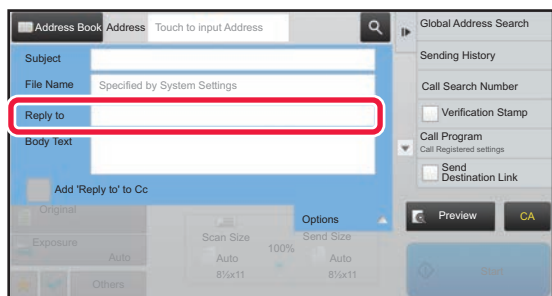 Address Book Address Touch to input Address
Subject
File Name Specified by System Settings
Reply to
Body Text
Add 'Reply to' to Cc
Original
Options
Exposure
Auto
Scan Size
100%
Send Size
Auto
Auto
8½x11
8½x11
Others
Global Address Search
Sending History
Call Search Number
Verification Stamp
Call Program
Call Registered settings
Send
Destination Link
Preview
CA
Start